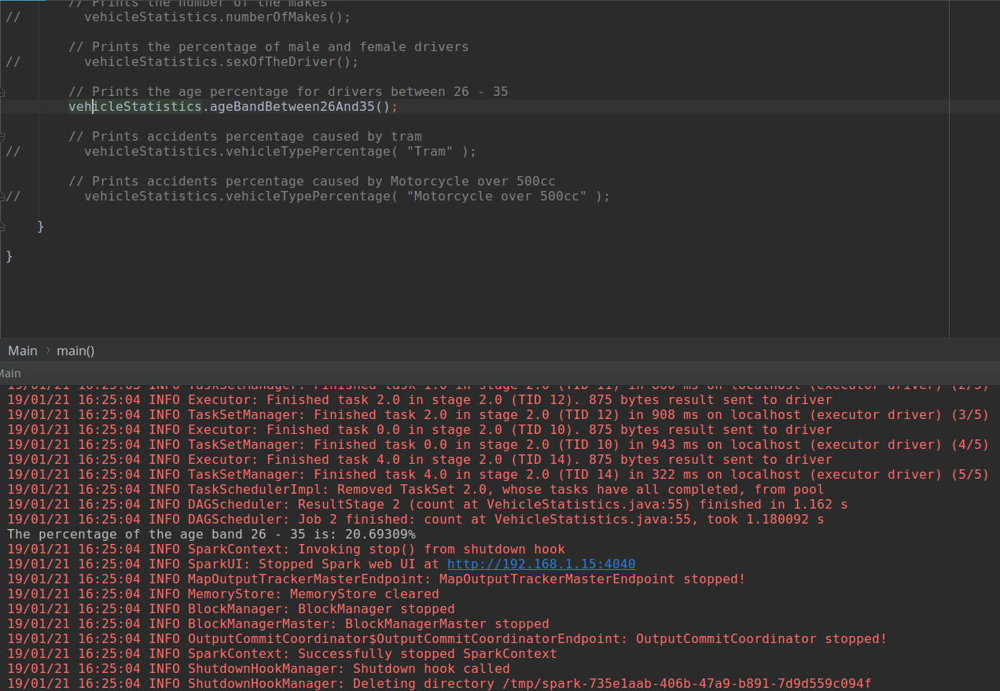 // Prints the number of the makes
// vehicleStatistics.numberOfMakes();
// Prints the percentage of male and female drivers
// vehicleStatistics.sexOfTheDriver();
// Prints the age percentage for drivers between 26 - 35
vehicleStatistics.ageBandBetween26And35();
// Prints accidents percentage caused by tram
// vehicleStatistics.vehicleTypePercentage( "Tram" );
// Prints accidents percentage caused by Motorcycle over 500cc
// vehicleStatistics.vehicleTypePercentage( "Motorcycle over 500cc" );
}
}
Main › main()
Main
19/01/21 16:25:03 INFO TaskSetManager: Finished task 1.0 in stage 2.0 (TID 11) in ms on localhost (executor driver) (2/5)
19/01/21 16:25:04 INFO Executor: Finished task 2.0 in stage 2.0 (TID 12). 875 bytes result sent to driver
19/01/21 16:25:04 INFO TaskSetManager: Finished task 2.0 in stage 2.0 (TID 12) in 908 ms on localhost (executor driver) (3/5)
19/01/21 16:25:04 INFO Executor: Finished task 0.0 in stage 2.0 (TID 10). 875 bytes result sent to driver
19/01/21 16:25:04 INFO TaskSetManager: Finished task 0.0 in stage 2.0 (TID 10) in 943 ms on localhost (executor driver) (4/5)
19/01/21 16:25:04 INFO Executor: Finished task 4.0 in stage 2.0 (TID 14). 875 bytes result sent to driver
19/01/21 16:25:04 INFO TaskSetManager: Finished task 4.0 in stage 2.0 (TID 14) in 322 ms on localhost (executor driver) (5/5)
19/01/21 16:25:04 INFO TaskSchedulerImpl: Removed TaskSet 2.0, whose tasks have all completed, from pool
19/01/21 16:25:04 INFO DAGScheduler: ResultStage 2 (count at VehicleStatistics.java:55) finished in 1.162 s
19/01/21 16:25:04 INFO DAGScheduler: Job 2 finished: count at VehicleStatistics.java:55, took 1.180092 s
The percentage of the age band 26 - 35 is: 20.69309%
19/01/21 16:25:04 INFO SparkContext: Invoking stop() from shutdown hook
19/01/21 16:25:04 INFO SparkUI: Stopped Spark web UI at http://192.168.1.15:4040
19/01/21 16:25:04 INFO MapOutputTrackerMasterEndpoint: MapOutputTrackerMasterEndpoint stopped!
19/01/21 16:25:04 INFO MemoryStore: MemoryStore cleared
19/01/21 16:25:04 INFO BlockManager: BlockManager stopped
19/01/21 16:25:04 INFO BlockManagerMaster: BlockManagerMaster stopped
19/01/21 16:25:04 INFO OutputCommitCoordinator$OutputCommitCoordinatorEndpoint: OutputCommitCoordinator stopped!
19/01/21 16:25:04 INFO SparkContext: Successfully stopped SparkContext
19/01/21 16:25:04 INFO ShutdownHookManager: Shutdown hook called
19/01/21 16:25:04 INFO ShutdownHookManager: Deleting directory /tmp/spark-735e1aab-406b-47a9-b891-7d9d559c094f